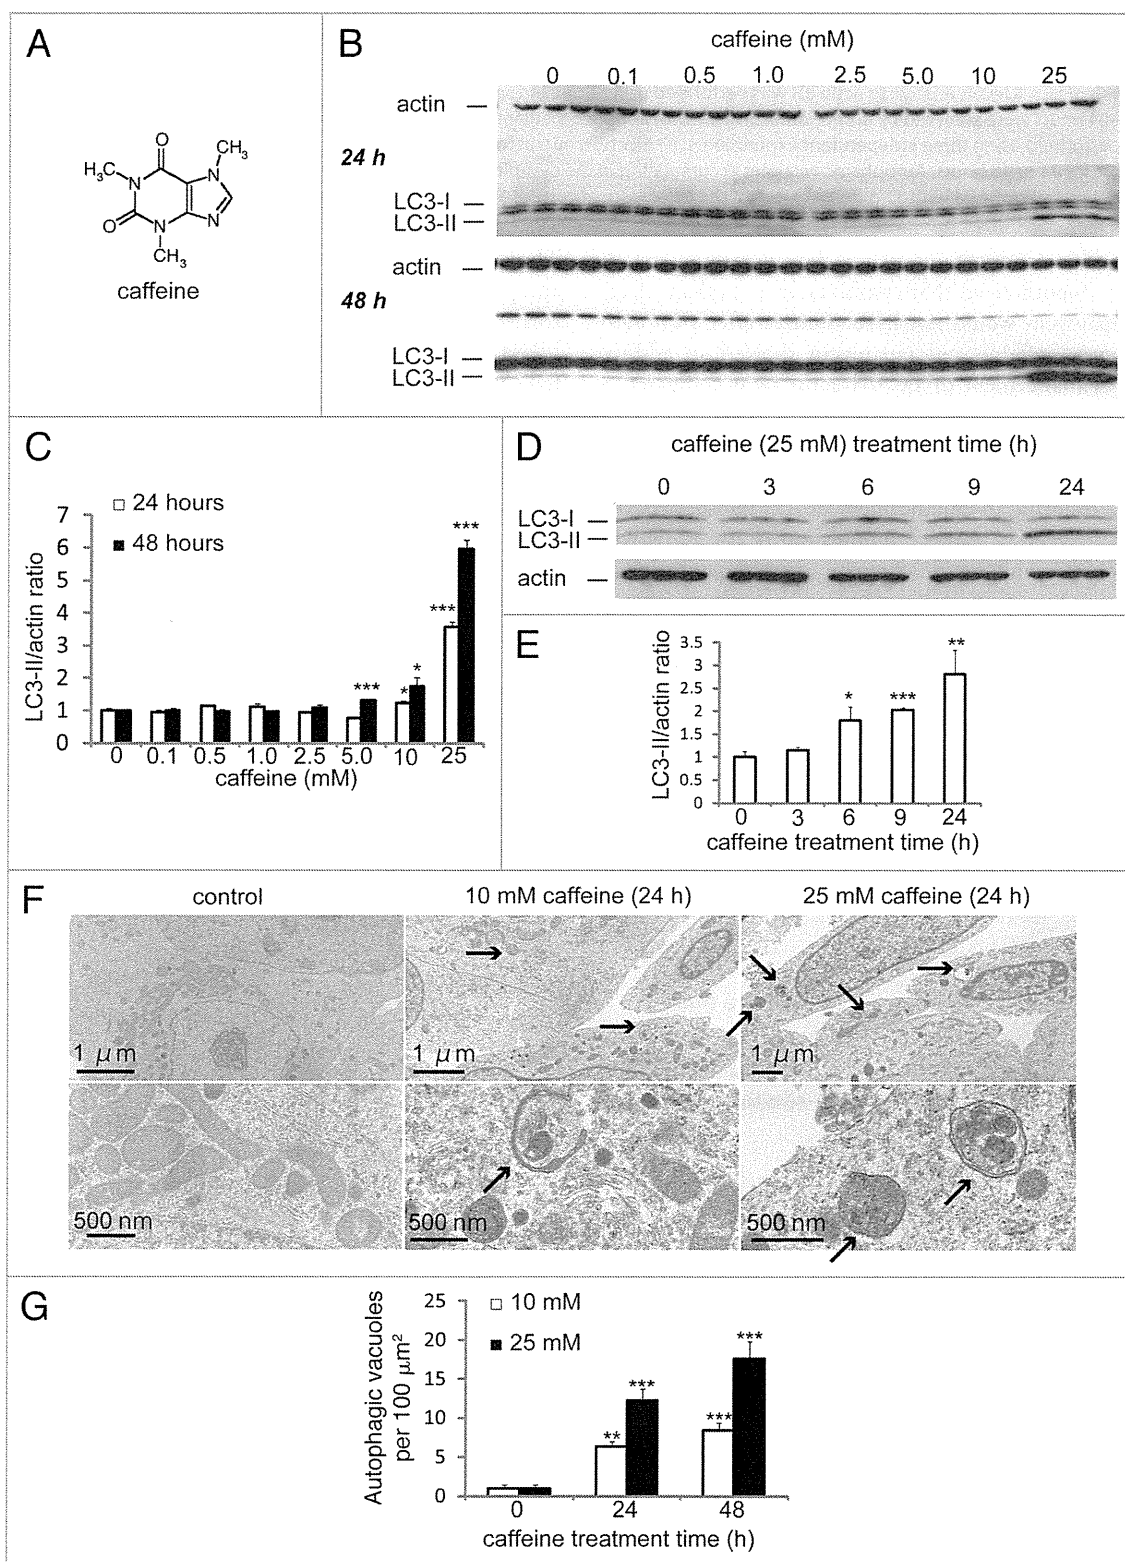 A
O
CH3
H3C
N
N
O
N
N
CH3
caffeine
B
caffeine (mM)
0 0.1 0.5 1.0 2.5 5.0 10 25
actin
24 h
LC3-I
LC3-II
actin
48 h
LC3-I
LC3-II
C
24 hours
48 hours
LC3-II/actin ratio
7
6
5
4
3
2
1
0
***
***
***
*
*
0 0.1 0.5 1.0 2.5 5.0 10 25
caffeine (mM)
D
caffeine (25 mM) treatment time (h)
0 3 6 9 24
LC3-I
LC3-II
actin
E
LC3-II/actin ratio
3.5
3
2.5
2
1.5
1
0.5
0
* *** **
0 3 6 9 24
caffeine treatment time (h)
F
control 10 mM caffeine (24 h) 25 mM caffeine (24 h)
1 μm 1 μm 1 μm
500 nm 500 nm 500 nm
G
10 mM
25 mM
Autophagic vacuoles
per 100 μm²
25
20
15
10
5
0
** *** *** ***
0 24 48
caffeine treatment time (h)